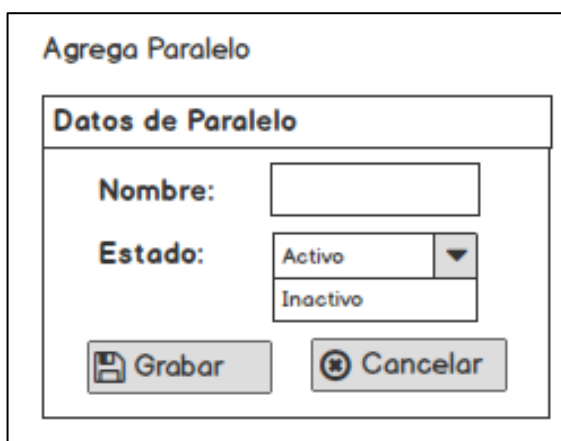 Agrega Paralelo
Datos de Paralelo
Nombre:
Estado: Activo
Inactivo
Grabar Cancelar